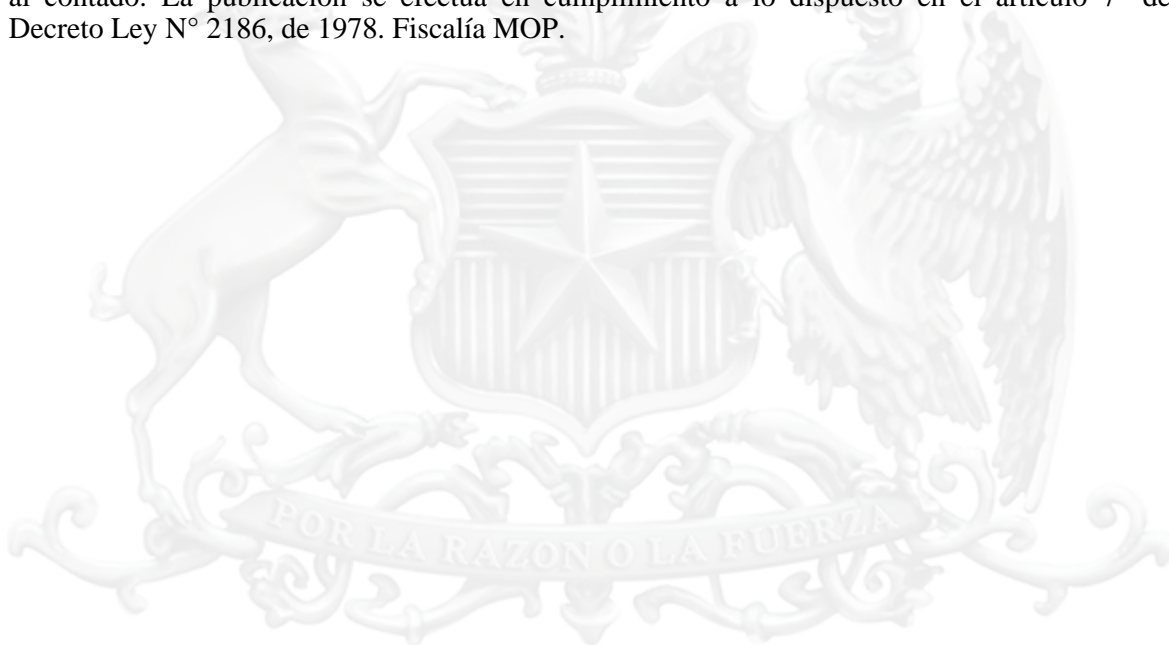 al contado. La publicación se efectúa en cumplimiento a lo dispuesto en el artículo 7° de
Decreto Ley N° 2186, de 1978. Fiscalía MOP.
POR LA RAZON O LA FUERZA